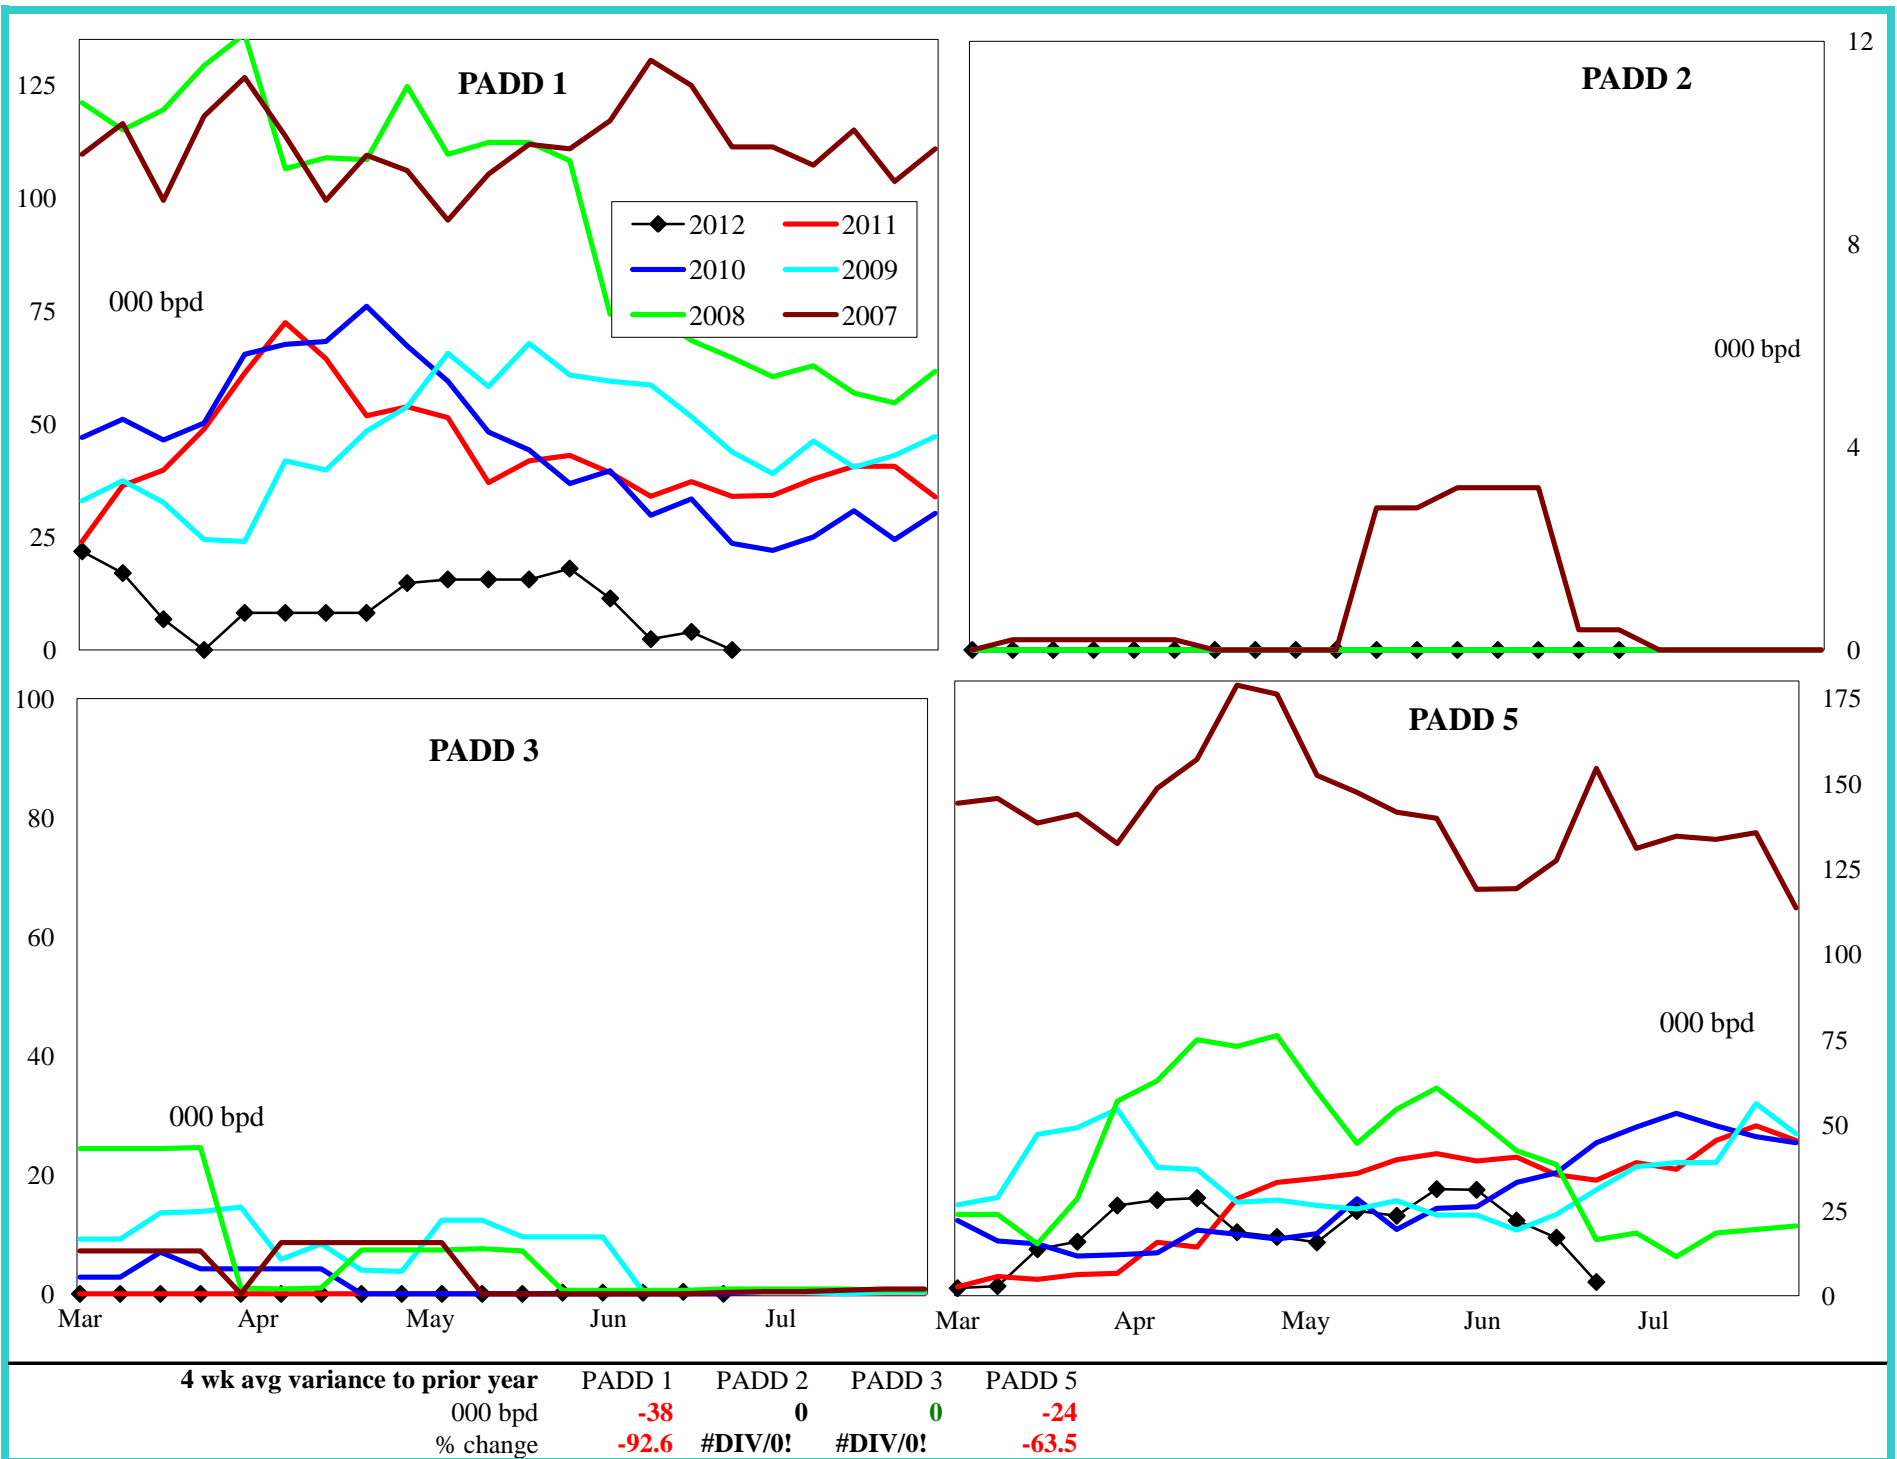 PADD 1
125
100
75
50
25
0
000 bpd
2012 2011
2010 2009
2008 2007
PADD 2
12
8
4
0
000 bpd
PADD 3
100
80
60
40
20
0
000 bpd
Mar Apr May Jun Jul
PADD 5
175
150
125
100
75
50
25
0
000 bpd
Mar Apr May Jun Jul
4 wk avg variance to prior year PADD 1 PADD 2 PADD 3 PADD 5
000 bpd -38 0 0 -24
% change -92.6 #DIV/0! #DIV/0! -63.5